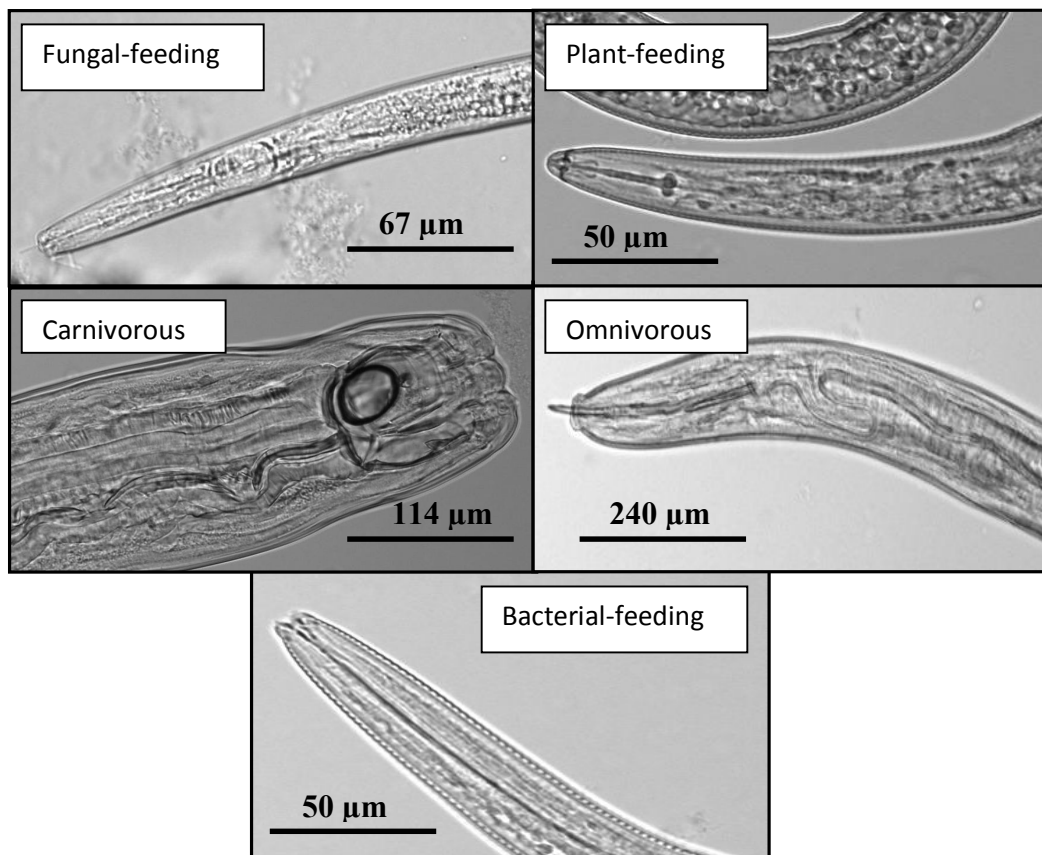 Fungal-feeding
67 µm
Plant-feeding
50 µm
Carnivorous
114 µm
Omnivorous
240 µm
Bacterial-feeding
50 µm